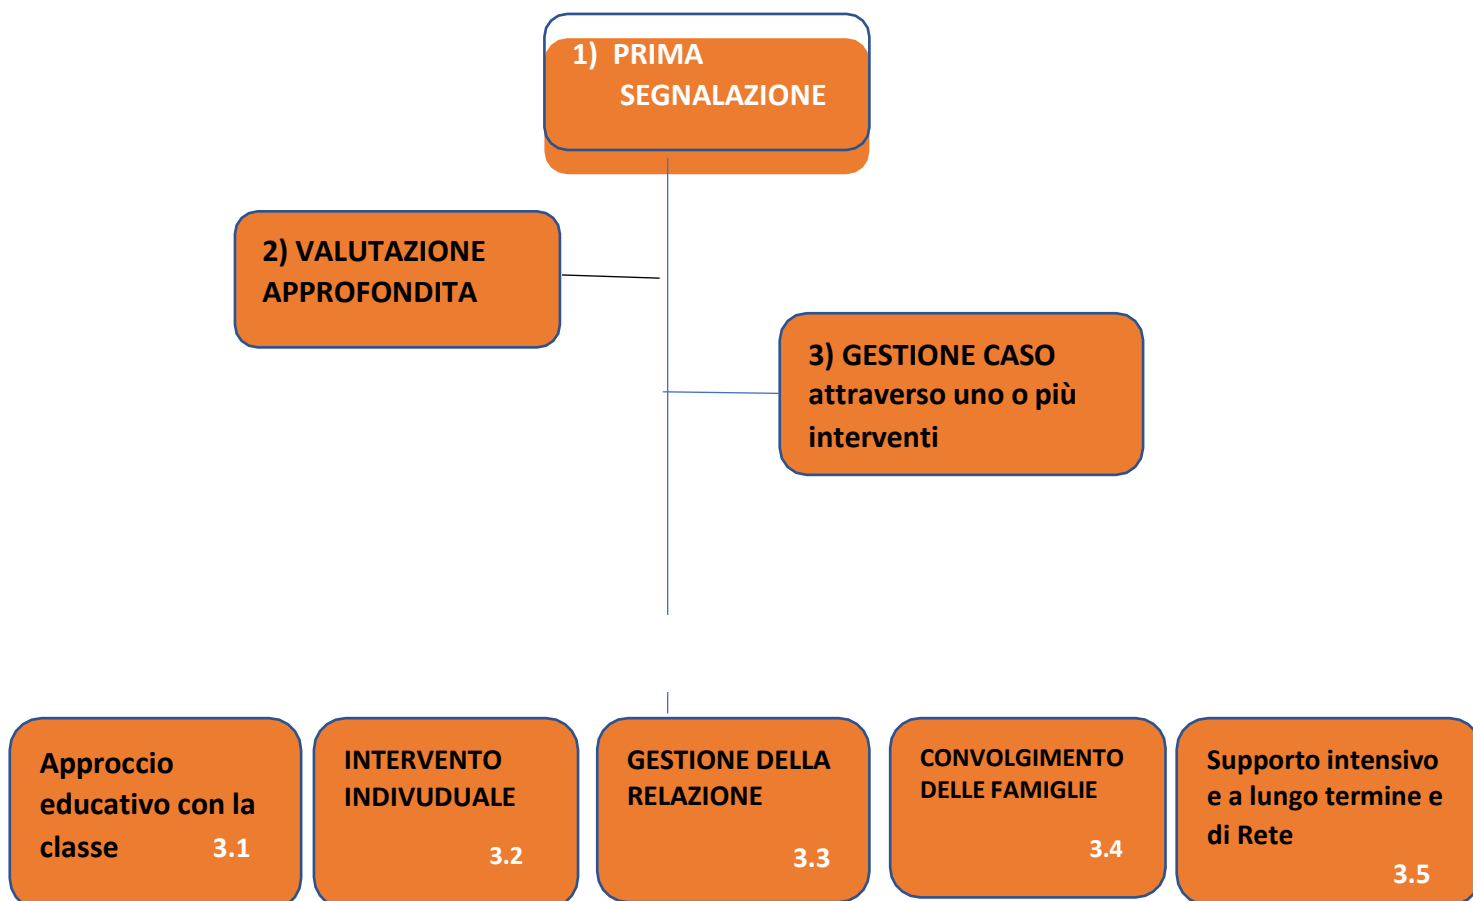 1) PRIMA
SEGNALAZIONE
2) VALUTAZIONE
APPROFONDITA
3) GESTIONE CASO
attraverso uno o più
interventi
Approccio
educativo con la
classe 3.1
INTERVENTO
INDIVUDUALE
3.2
GESTIONE DELLA
RELAZIONE
3.3
CONVOLGIMENTO
DELLE FAMIGLIE
3.4
Supporto intensivo
e a lungo termine e
di Rete
3.5